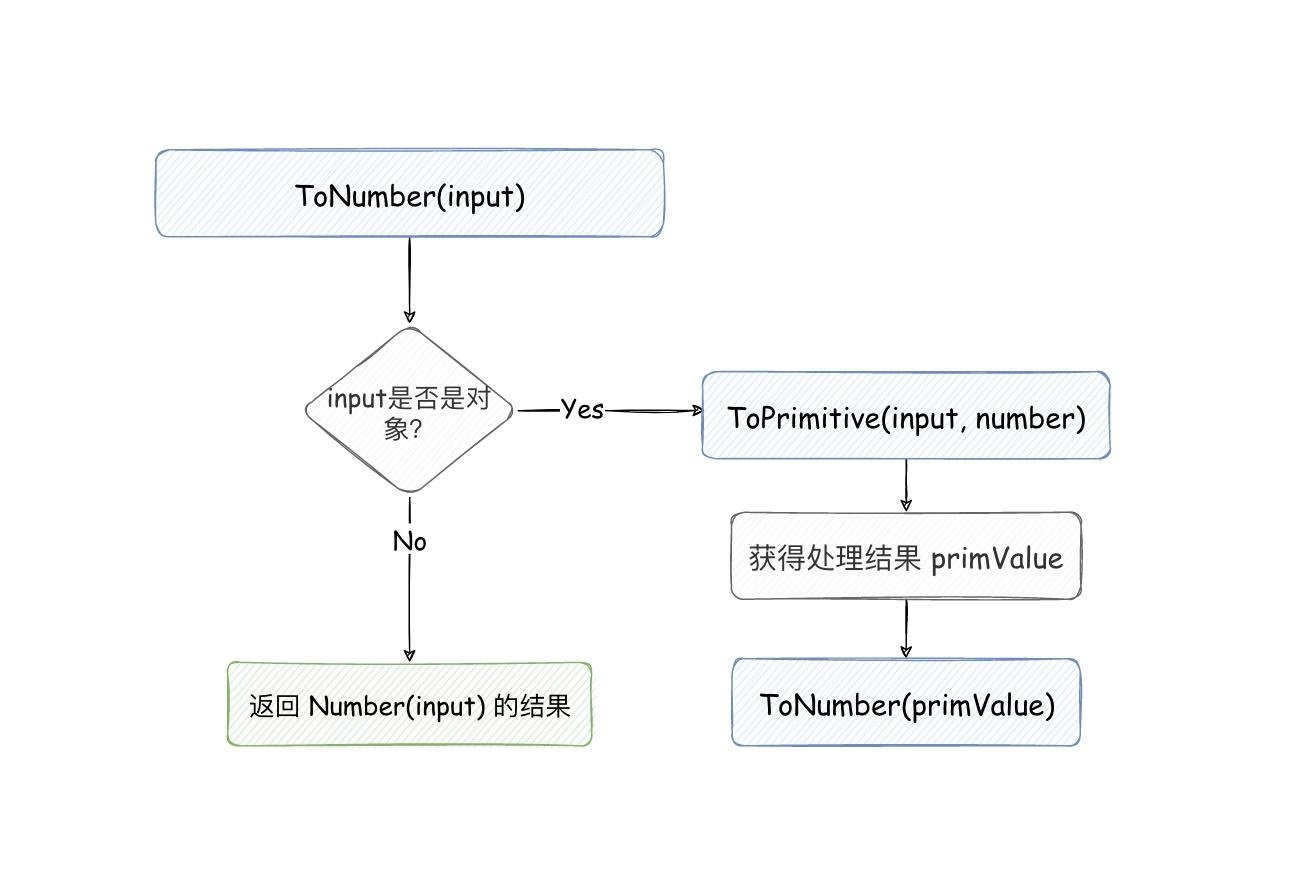 ToNumber(input)
input是否是对
象?
Yes
ToPrimitive(input, number)
No
获得处理结果 primValue
返回 Number(input) 的结果
ToNumber(primValue)